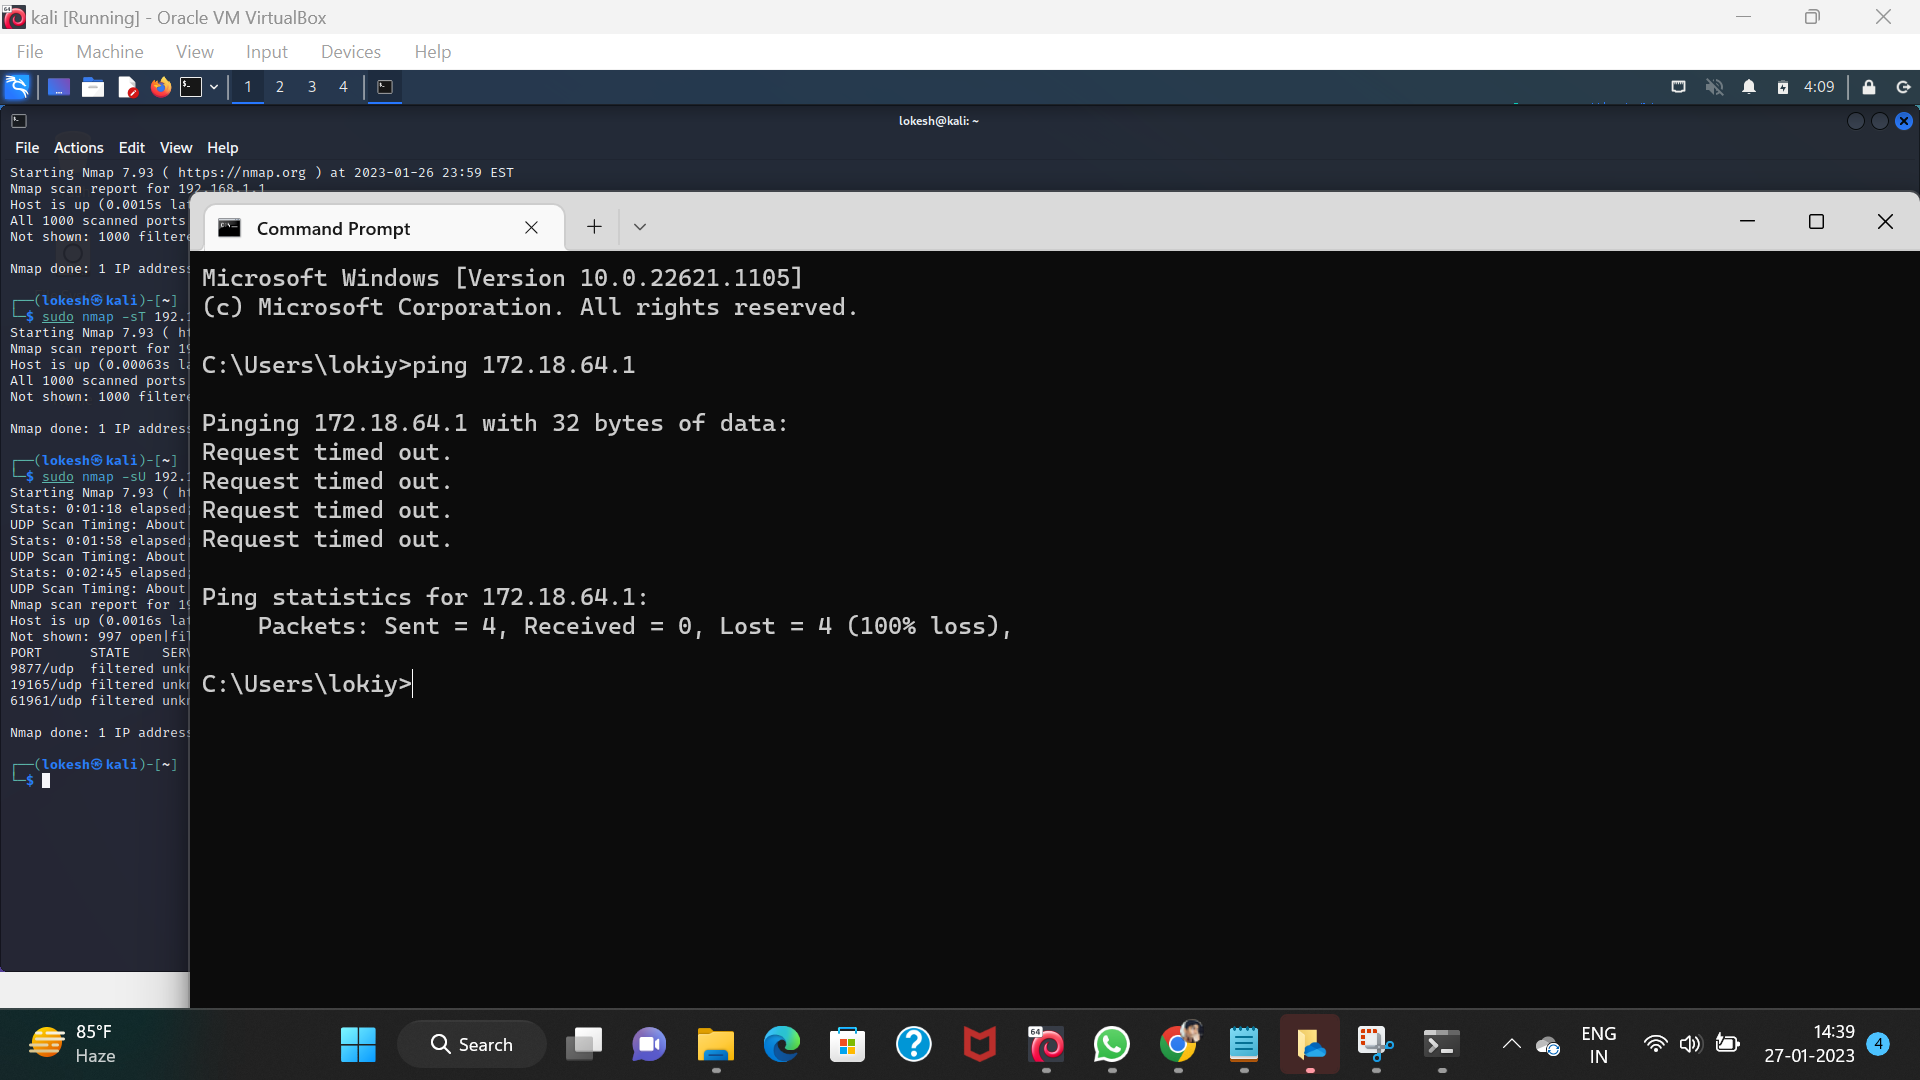 kali [Running] - Oracle VM VirtualBox
File Machine View Input Devices Help
1 2 3 4
4:09
lokesh@kali: ~
File Actions Edit View Help
Starting Nmap 7.93 ( https://nmap.org ) at 2023-01-26 23:59 EST
Nmap scan report for 192.168.1.1
Host is up (0.0015s la
All 1000 scanned ports
Not shown: 1000 filter
Nmap done: 1 IP addres
(lokesh㉿kali)-[~]
$ sudo nmap -sT 192.
Starting Nmap 7.93 ( h
Nmap scan report for 1
Host is up (0.00063s l
All 1000 scanned ports
Not shown: 1000 filter
Nmap done: 1 IP addres
(lokesh㉿kali)-[~]
$ sudo nmap -sU 192.
Starting Nmap 7.93 ( h
Stats: 0:01:18 elapsed
UDP Scan Timing: About
Stats: 0:01:58 elapsed
UDP Scan Timing: About
Stats: 0:02:45 elapsed
UDP Scan Timing: About
Nmap scan report for 1
Host is up (0.0016s la
Not shown: 997 open|fi
PORT STATE SER
9877/udp filtered unk
19165/udp filtered unk
61961/udp filtered unk
Nmap done: 1 IP addres
(lokesh㉿kali)-[~]
$
Command Prompt
Microsoft Windows [Version 10.0.22621.1105]
(c) Microsoft Corporation. All rights reserved.
C:\Users\lokiy>ping 172.18.64.1
Pinging 172.18.64.1 with 32 bytes of data:
Request timed out.
Request timed out.
Request timed out.
Request timed out.
Ping statistics for 172.18.64.1:
Packets: Sent = 4, Received = 0, Lost = 4 (100% loss),
C:\Users\lokiy>
85°F
Haze
Search
64
ENG
IN
14:39
27-01-2023
4